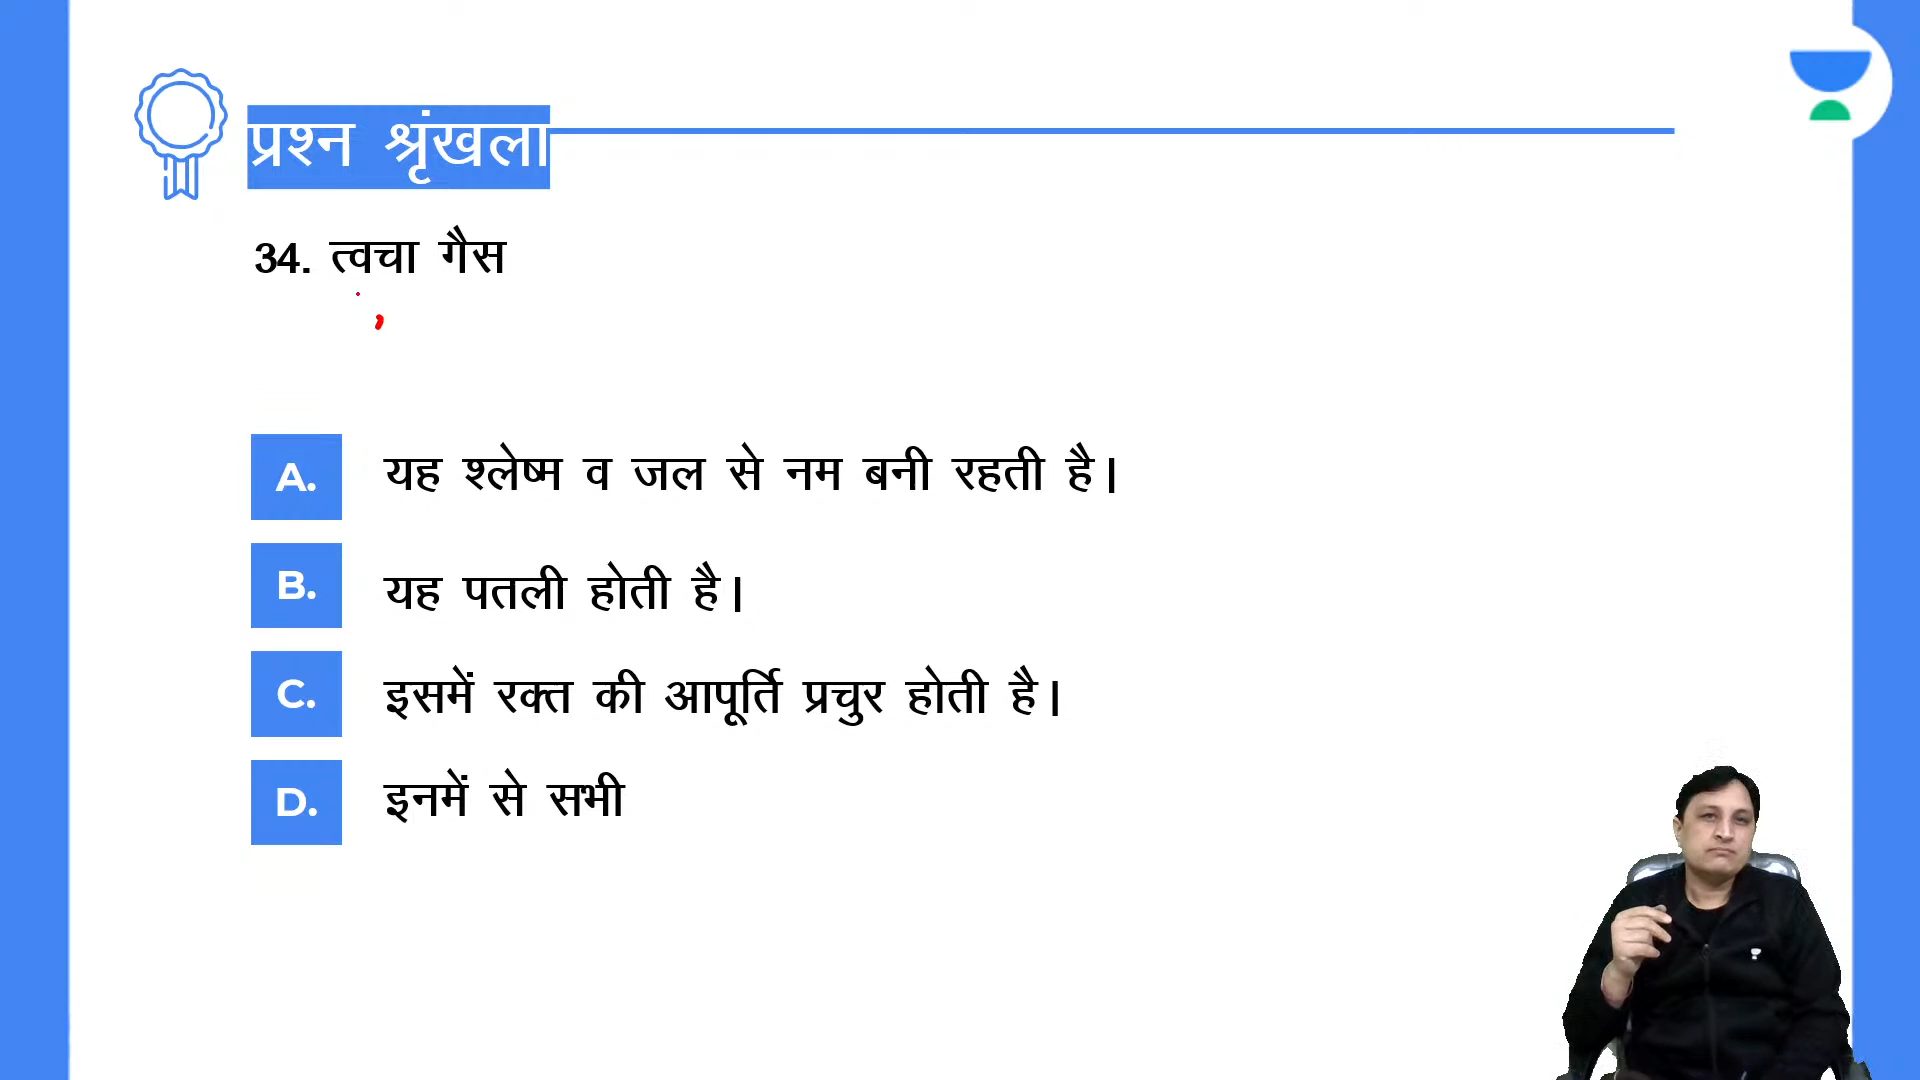 प्रश्न श्रृंखला
34. त्वचा गैस
A. यह श्लेष्म व जल से नम बनी रहती है।
B. यह पतली होती है।
C. इसमें रक्त की आपूर्ति प्रचुर होती है।
D. इनमें से सभी